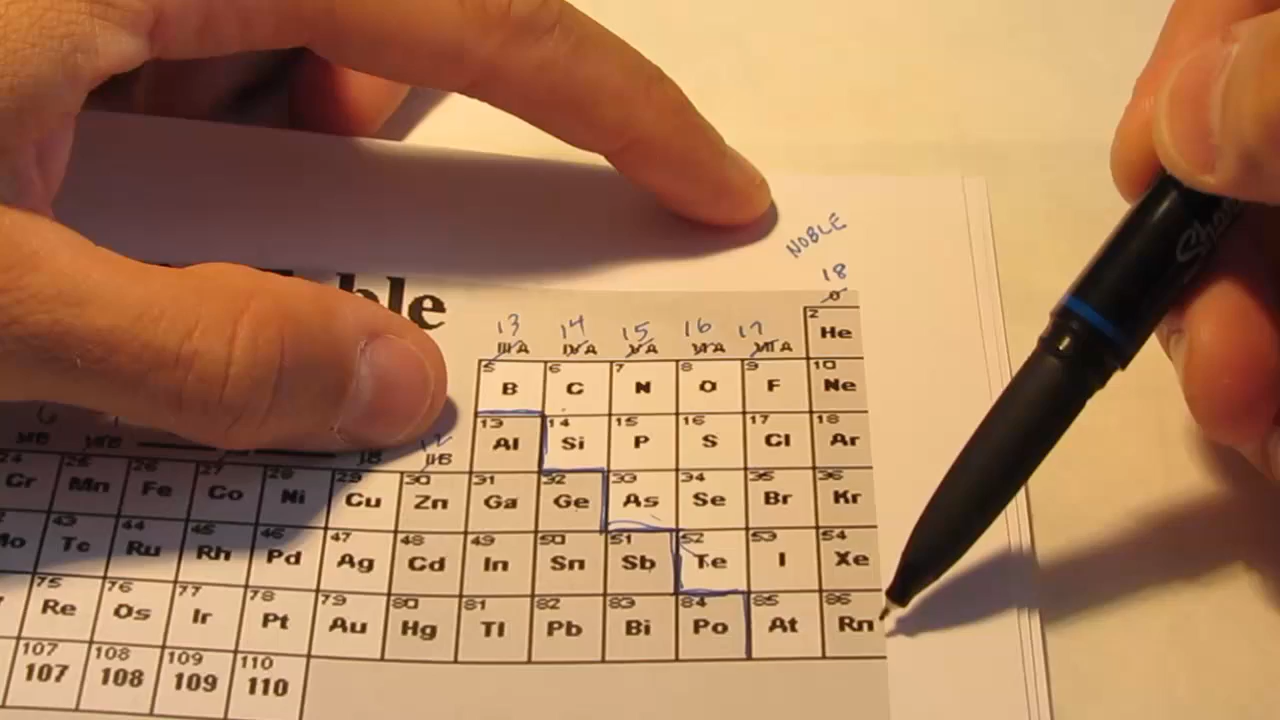 NOBLE
ble
18
0
13 14 15 16 17
IIIA IVA VA VIA VIIA
2
He
5 6 7 8 9 10
B C N O F Ne
12
IIB
13 14 15 16 17 18
Al Si P S Cl Ar
IB
24 25 26 27 28 29 30 31 32 33 34 35 36
Cr Mn Fe Co Ni Cu Zn Ga Ge As Se Br Kr
43 44 45 46 47 48 49 50 51 52 53 54
Mo Tc Ru Rh Pd Ag Cd In Sn Sb Te I Xe
75 76 77 78 79 80 81 82 83 84 85 86
Re Os Ir Pt Au Hg Tl Pb Bi Po At Rn
107 108 109 110
107 108 109 110